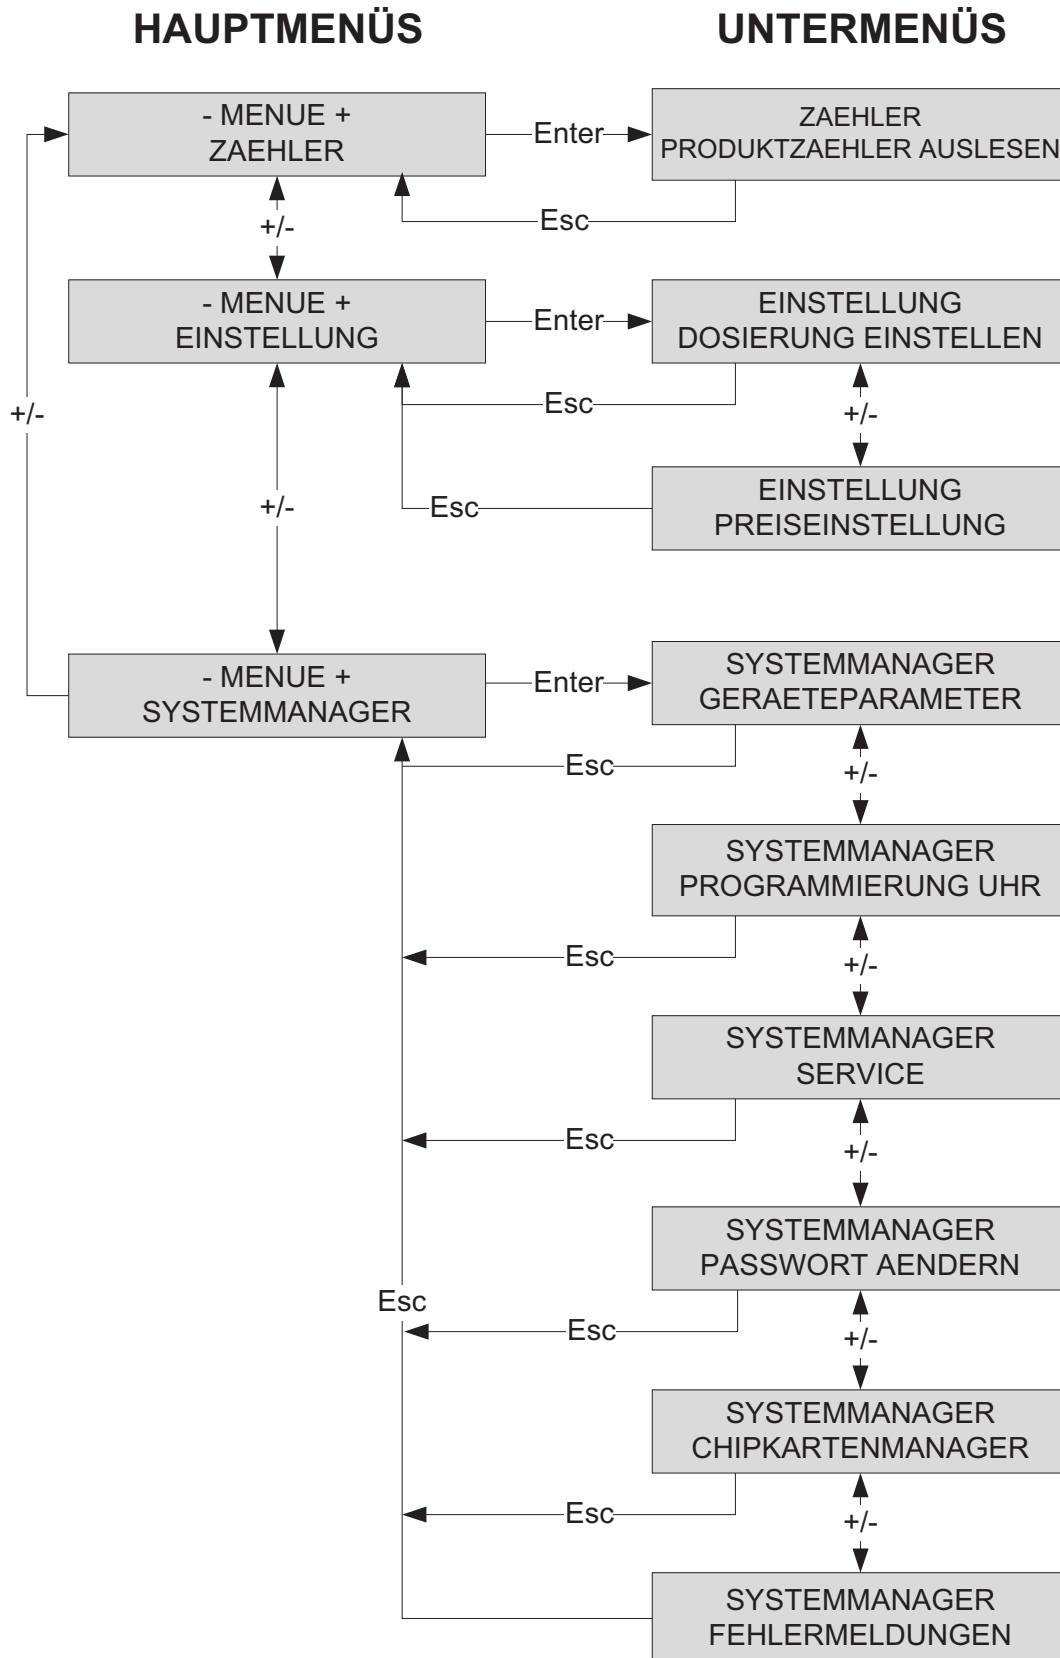 HAUPTMENÜS
UNTERMENÜS
- MENUE +
ZAEHLER
Enter
ZAEHLER
PRODUKTZAEHLER AUSLESEN
Esc
+/-
- MENUE +
EINSTELLUNG
Enter
EINSTELLUNG
DOSIERUNG EINSTELLEN
Esc
+/-
+/-
EINSTELLUNG
PREISEINSTELLUNG
Esc
+/-
- MENUE +
SYSTEMMANAGER
Enter
SYSTEMMANAGER
GERAETEPARAMETER
Esc
+/-
SYSTEMMANAGER
PROGRAMMIERUNG UHR
Esc
+/-
SYSTEMMANAGER
SERVICE
Esc
+/-
SYSTEMMANAGER
PASSWORT AENDERN
Esc
Esc
+/-
SYSTEMMANAGER
CHIPKARTENMANAGER
Esc
+/-
SYSTEMMANAGER
FEHLERMELDUNGEN